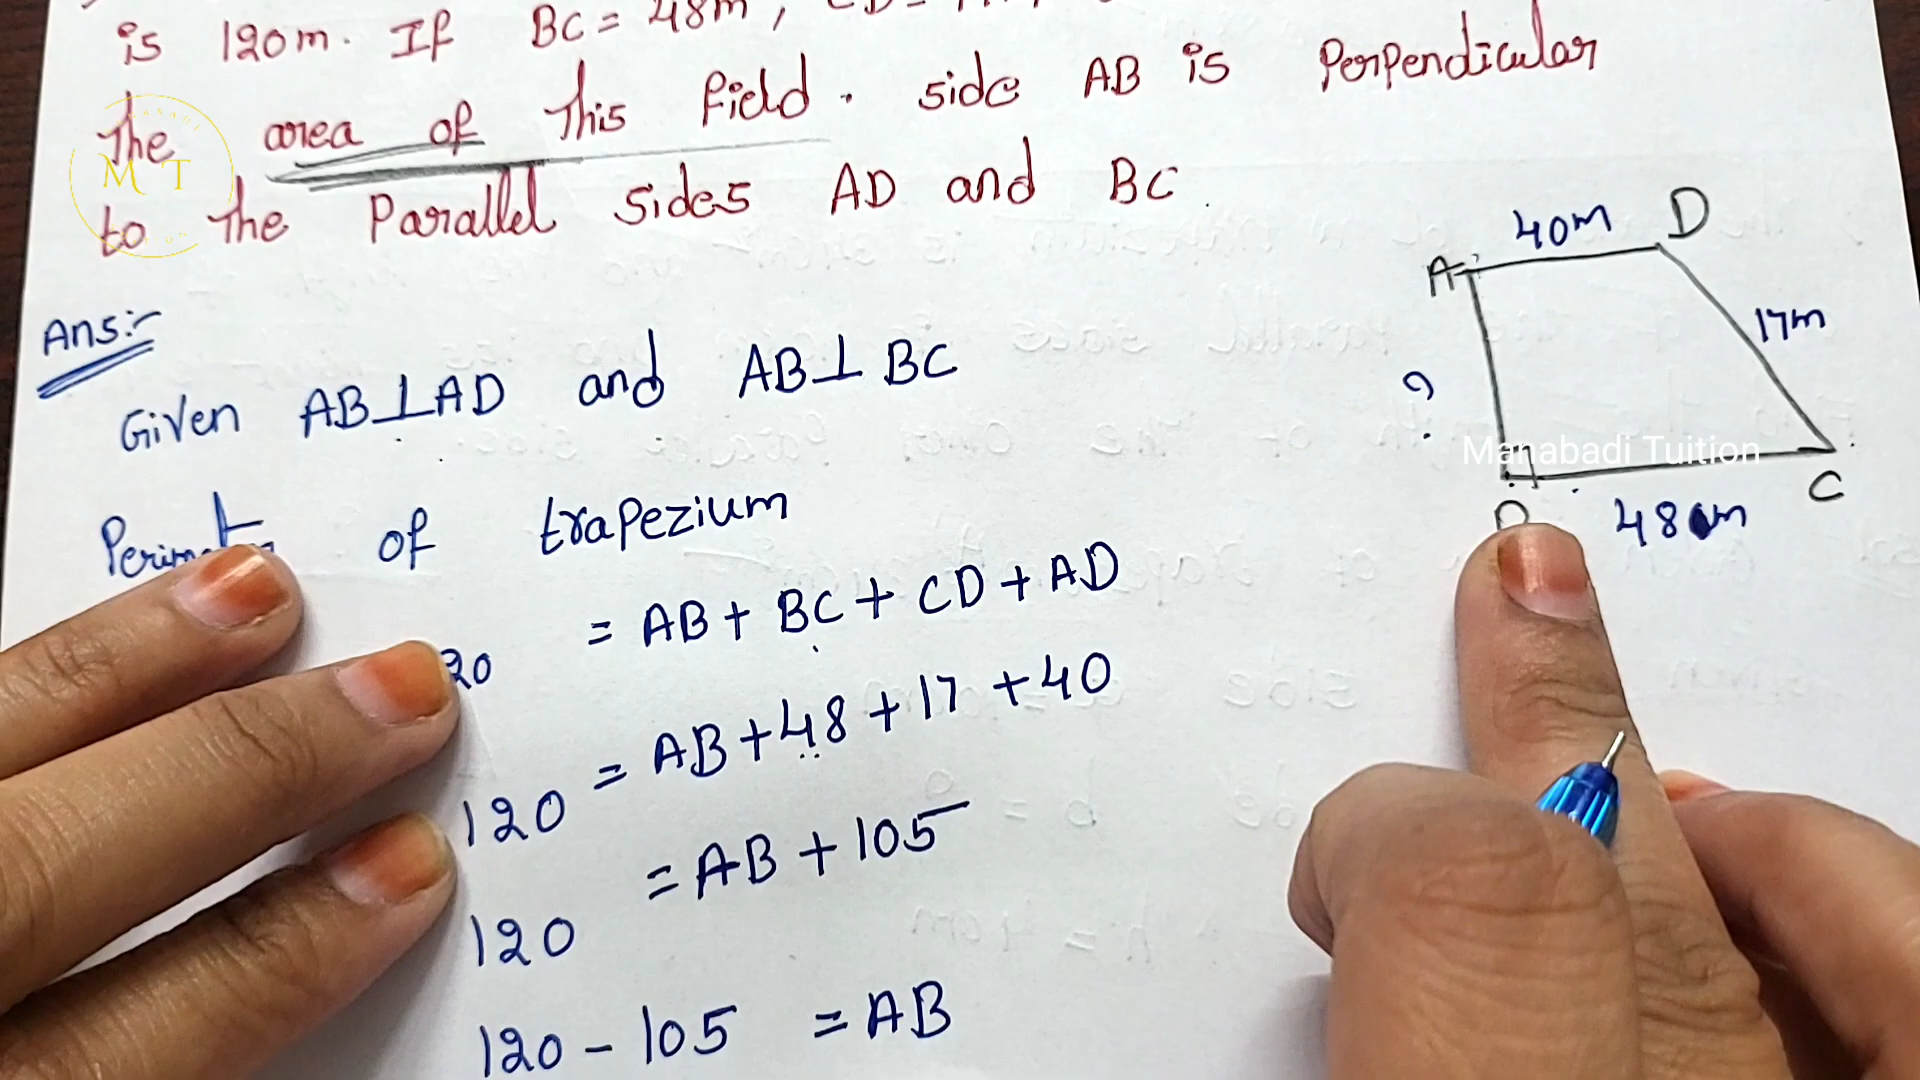 is 120m. If BC = 48m,
The area of This Field. side AB is Perpendicular
to the Parallel sides AD and BC.
MT
Ans:-
Given AB⊥AD and AB⊥BC
of trapezium
= AB + BC + CD + AD
20
120 = AB + 48 + 17 + 40
120 = AB + 105
120 - 105 = AB
40m D
A
17m
?
Manabadi Tuition
C
48m